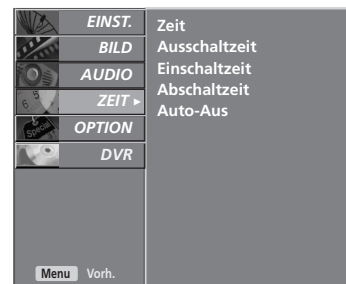 EINST.
BILD
AUDIO
ZEIT ►
OPTION
DVR
Zeit
Ausschaltzeit
Einschaltzeit
Abschaltzeit
Auto-Aus
Menu Vorh.